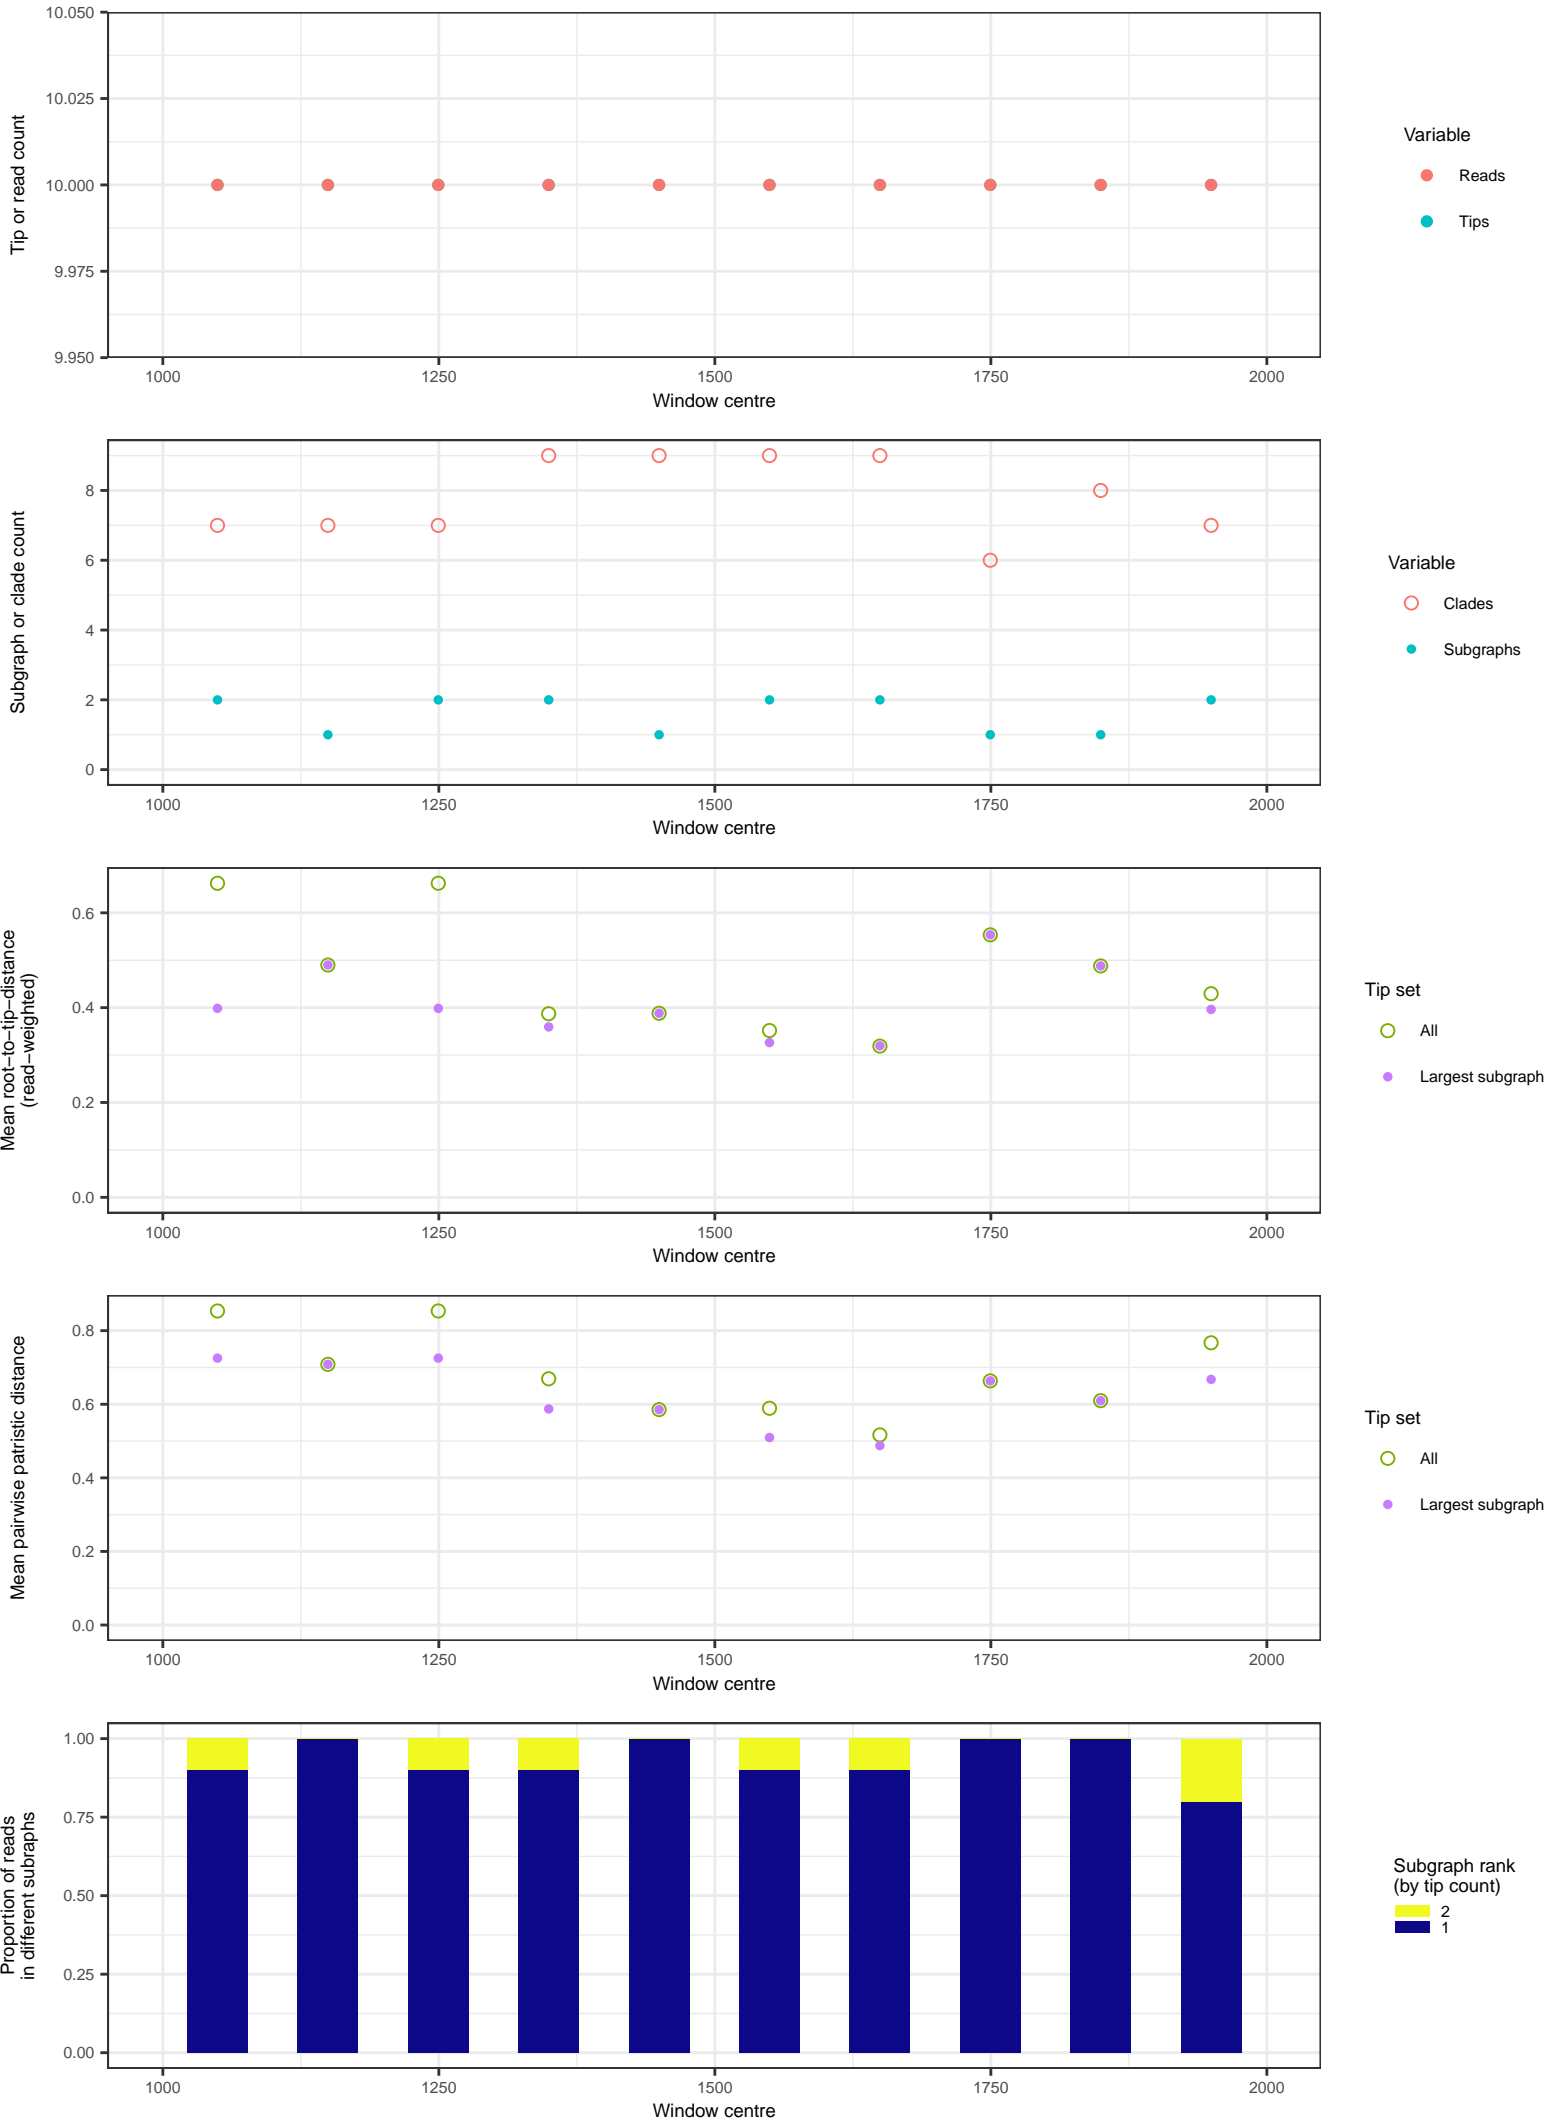 10.050
10.025
10.000
9.975
9.950
Tip or read count
1000 1250 1500 1750 2000
Window centre
Variable
Reads
Tips
8
6
4
2
0
Subgraph or clade count
1000 1250 1500 1750 2000
Window centre
Variable
Clades
Subgraphs
0.6
0.4
0.2
0.0
Mean root−to−tip−distance
(read−weighted)
1000 1250 1500 1750 2000
Window centre
Tip set
All
Largest subgraph
0.8
0.6
0.4
0.2
0.0
Mean pairwise patristic distance
1000 1250 1500 1750 2000
Window centre
Tip set
All
Largest subgraph
1.00
0.75
0.50
0.25
0.00
Proportion of reads
in different subraphs
1000 1250 1500 1750 2000
Window centre
Subgraph rank
(by tip count)
2
1